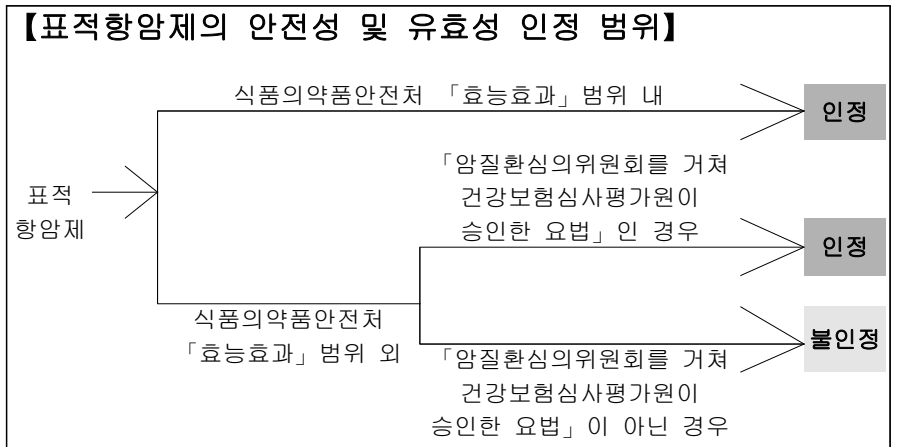 【표적항암제의 안전성 및 유효성 인정 범위】
식품의약품안전처 「효능효과」범위 내
인정
표적
항암제
「암질환심의위원회를 거쳐
건강보험심사평가원이
승인한 요법」인 경우
인정
식품의약품안전처
「효능효과」범위 외
불인정
「암질환심의위원회를 거쳐
건강보험심사평가원이
승인한 요법」이 아닌 경우